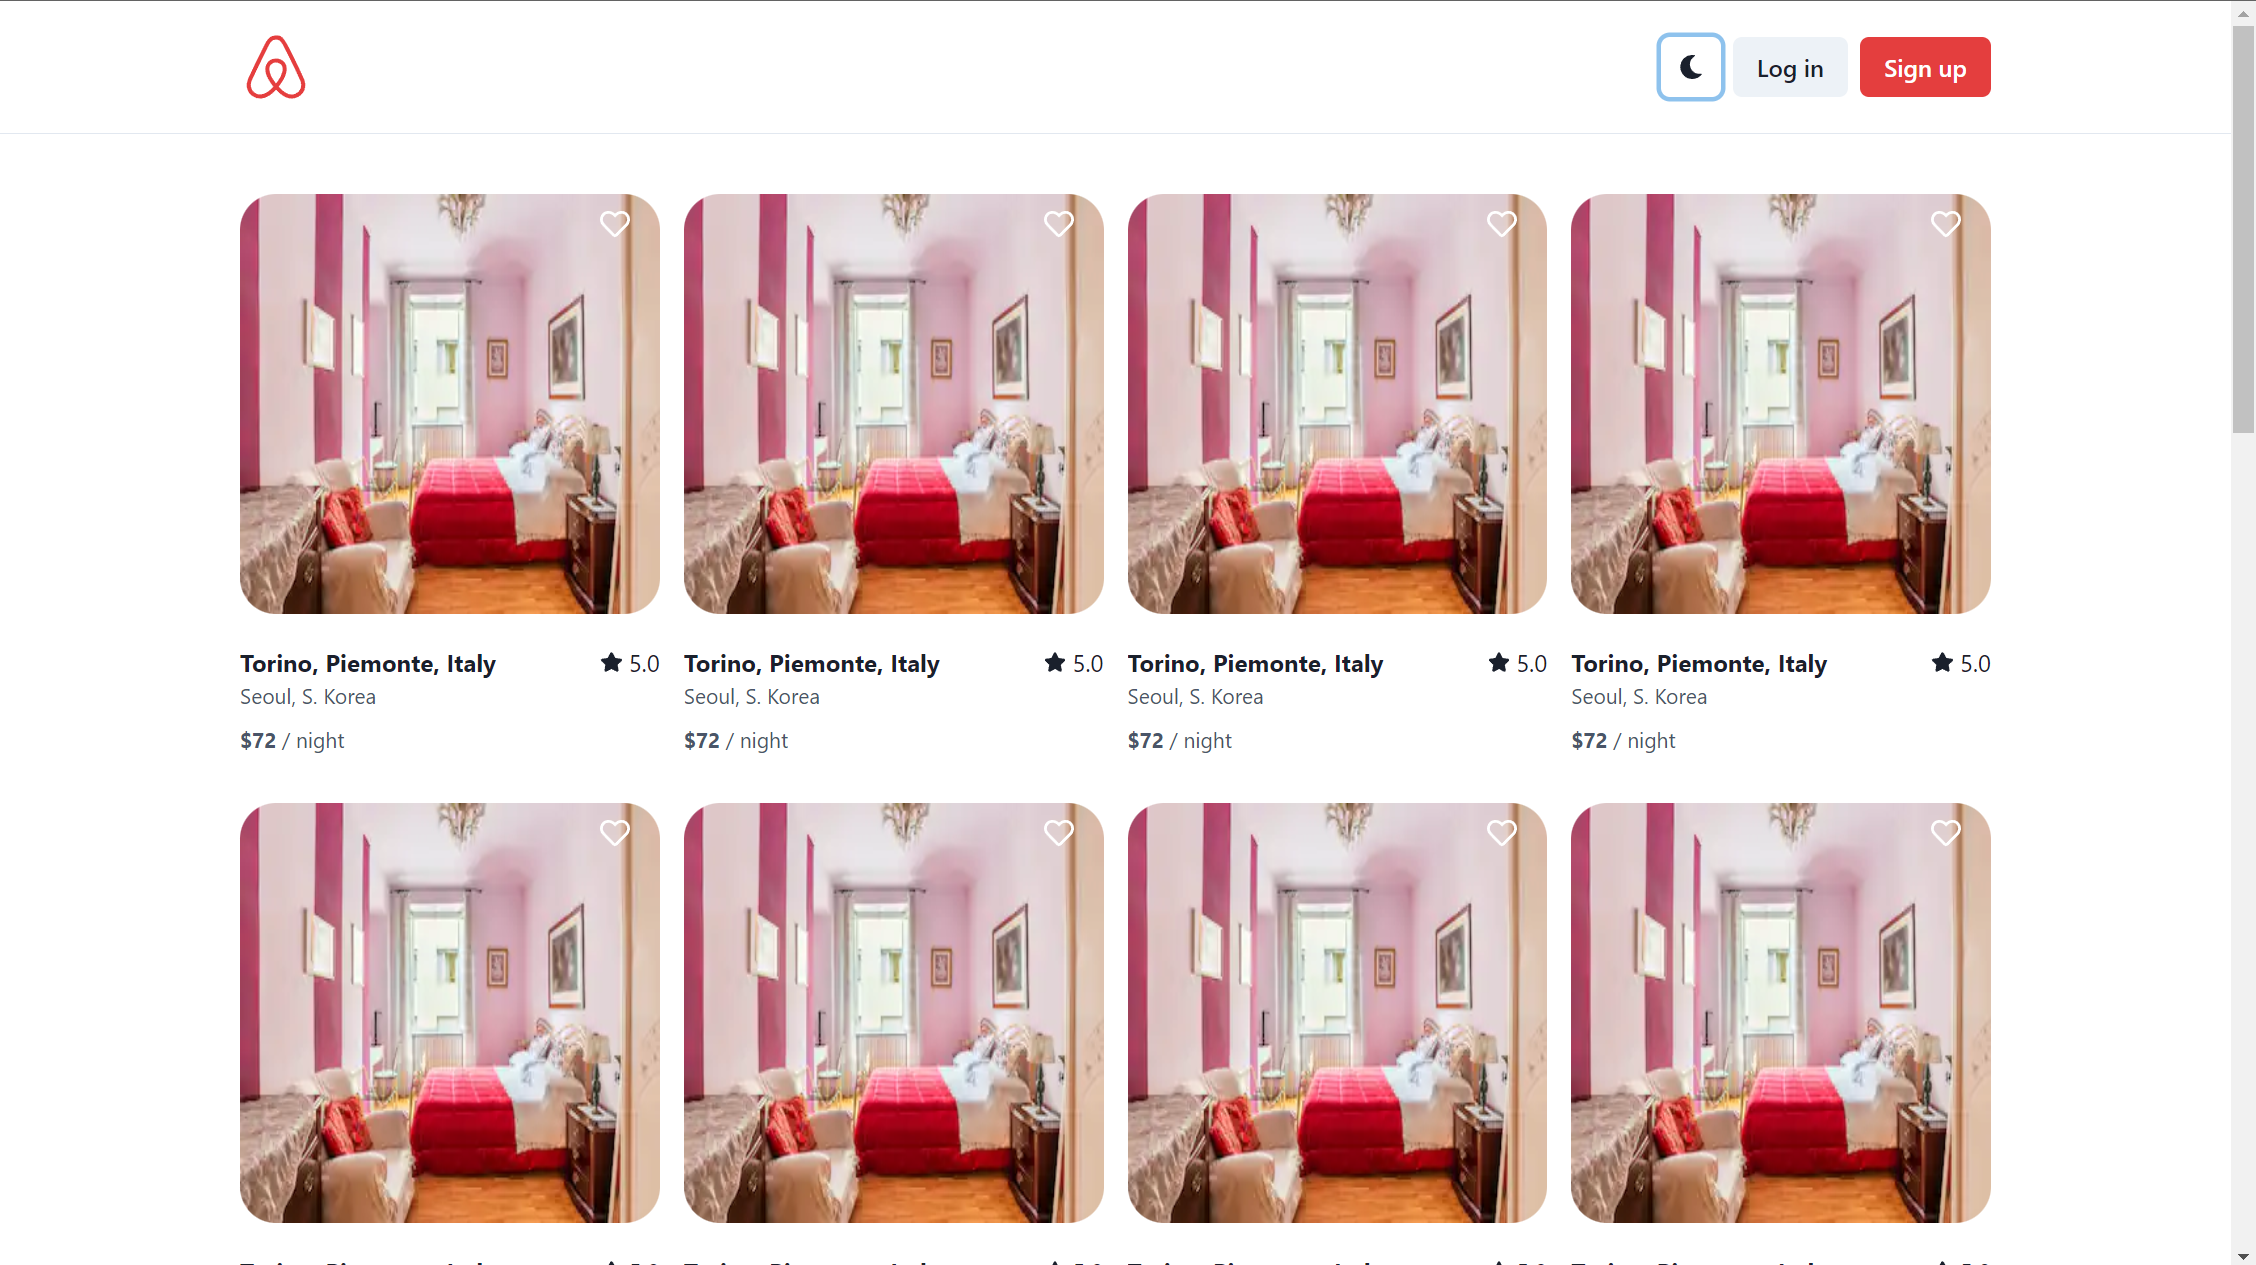 Log in
Sign up
Torino, Piemonte, Italy
5.0
Seoul, S. Korea
$72 / night
Torino, Piemonte, Italy
5.0
Seoul, S. Korea
$72 / night
Torino, Piemonte, Italy
5.0
Seoul, S. Korea
$72 / night
Torino, Piemonte, Italy
5.0
Seoul, S. Korea
$72 / night